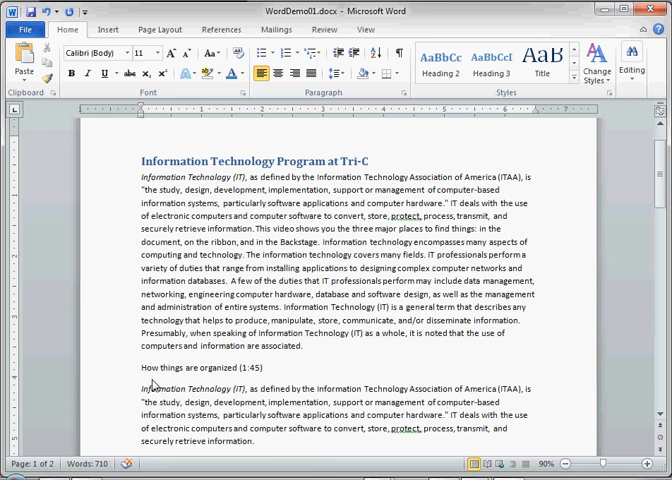 WordDemo01.docx - Microsoft Word
File Home Insert Page Layout References Mailings Review View
Paste
Calibri (Body) 11
AaBbCc AaBbCcI AaB
Heading 2 Heading 3 Title
Change Styles
Editing
Clipboard Font Paragraph Styles
Information Technology Program at Tri-C
Information Technology (IT), as defined by the Information Technology Association of America (ITAA), is
"the study, design, development, implementation, support or management of computer-based
information systems, particularly software applications and computer hardware." IT deals with the use
of electronic computers and computer software to convert, store, protect, process, transmit, and
securely retrieve information. This video shows you the three major places to find things: in the
document, on the ribbon, and in the Backstage. Information technology encompasses many aspects of
computing and technology. The information technology covers many fields. IT professionals perform a
variety of duties that range from installing applications to designing complex computer networks and
information databases. A few of the duties that IT professionals perform may include data management,
networking, engineering computer hardware, database and software design, as well as the management
and administration of entire systems. Information Technology (IT) is a general term that describes any
technology that helps to produce, manipulate, store, communicate, and/or disseminate information.
Presumably, when speaking of Information Technology (IT) as a whole, it is noted that the use of
computers and information are associated.
How things are organized (1:45)
Information Technology (IT), as defined by the Information Technology Association of America (ITAA), is
"the study, design, development, implementation, support or management of computer-based
information systems, particularly software applications and computer hardware." IT deals with the use
of electronic computers and computer software to convert, store, protect, process, transmit, and
securely retrieve information.
Page: 1 of 2 Words: 710 90%